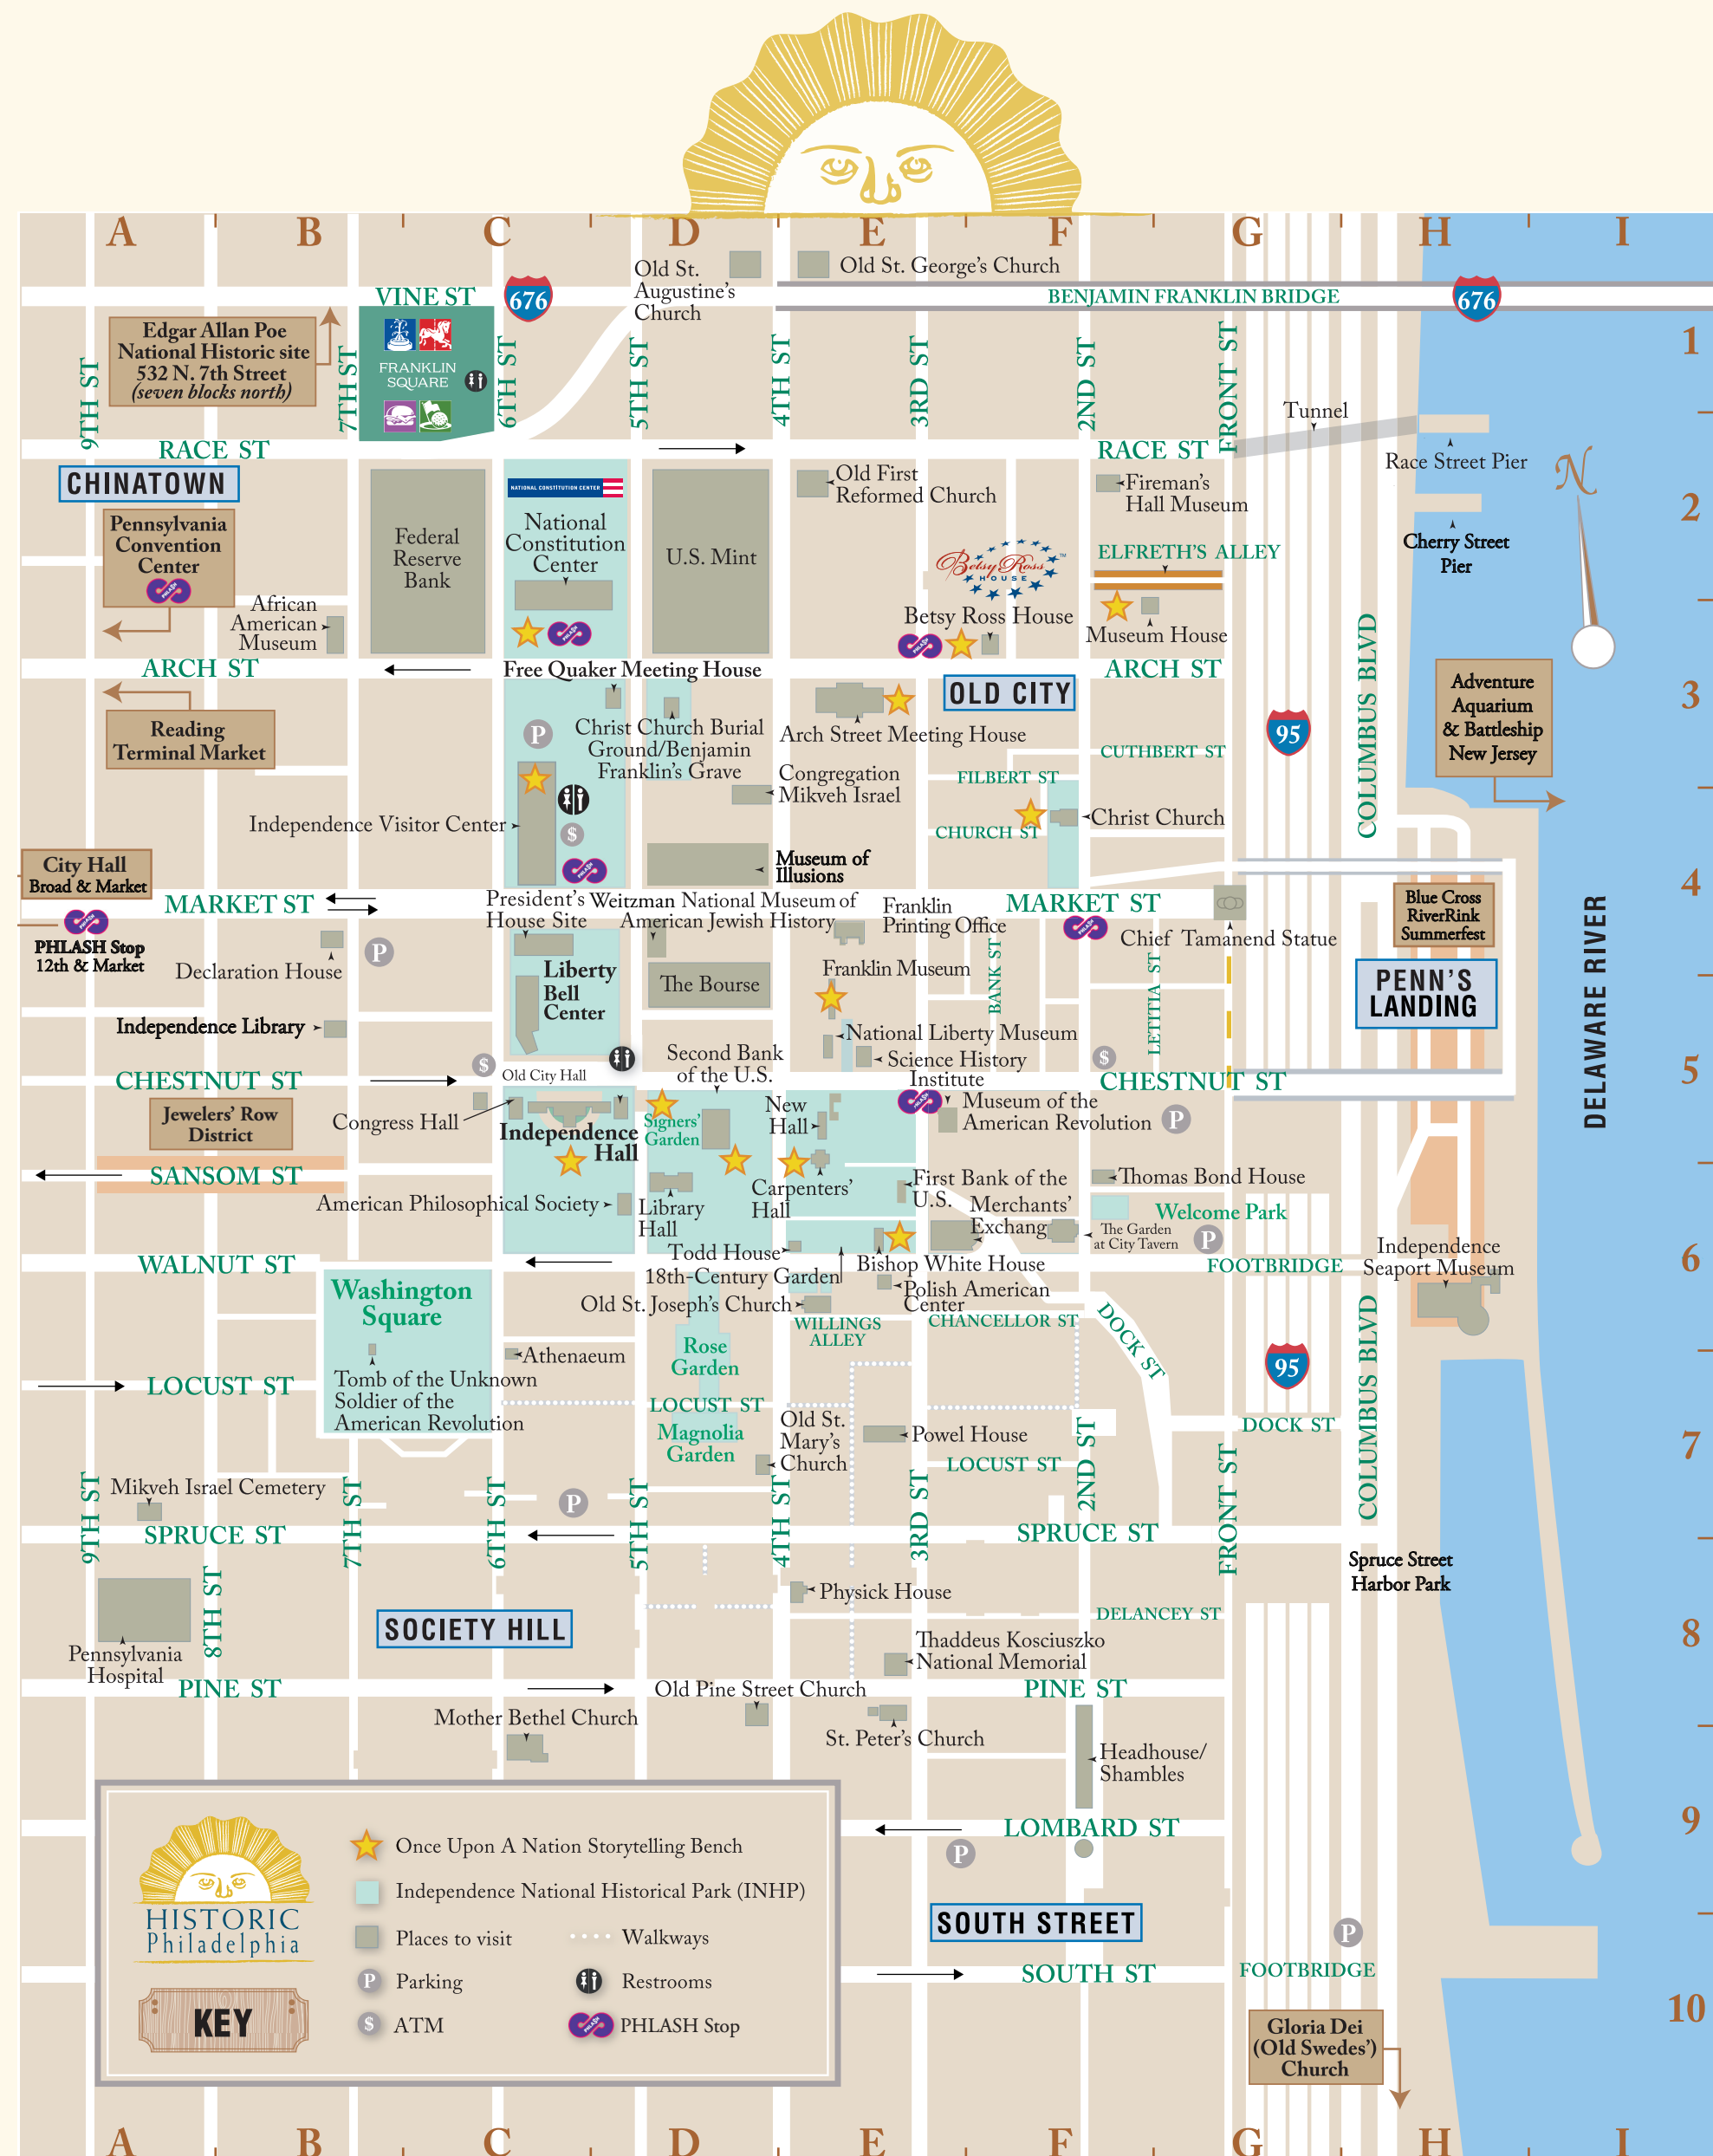 A B C D E F G H I
Old St.
Augustine's
Church
Old St. George's Church
VINE ST
676
BENJAMIN FRANKLIN BRIDGE
676
1
Edgar Allan Poe
National Historic site
532 N. 7th Street
(seven blocks north)
FRANKLIN
SQUARE
9TH ST
7TH ST
6TH ST
5TH ST
4TH ST
3RD ST
2ND ST
FRONT ST
Tunnel
RACE ST
RACE ST
Race Street Pier
N
CHINATOWN
2
Pennsylvania
Convention
Center
PHLASH
Federal
Reserve
Bank
NATIONAL CONSTITUTION CENTER
National
Constitution
Center
U.S. Mint
Old First
Reformed Church
Fireman's
Hall Museum
Cherry Street
Pier
ELFRETH'S ALLEY
Betsy Ross
HOUSE
TM
African
American
Museum
PHLASH
Betsy Ross House
PHLASH
Museum House
COLUMBUS BLVD
ARCH ST
Free Quaker Meeting House
ARCH ST
OLD CITY
3
Adventure
Aquarium
& Battleship
New Jersey
Reading
Terminal Market
P
Christ Church Burial
Ground/Benjamin
Franklin's Grave
Arch Street Meeting House
95
CUTHBERT ST
FILBERT ST
Congregation
Mikveh Israel
Independence Visitor Center
$
Christ Church
CHURCH ST
PHLASH
Museum of
Illusions
City Hall
Broad & Market
4
MARKET ST
President's
House Site
Weitzman National Museum of
American Jewish History
Franklin
Printing Office
MARKET ST
Blue Cross
RiverRink
Summerfest
PHLASH
PHLASH Stop
12th & Market
Declaration House
P
PHLASH
Chief Tamanend Statue
DELAWARE RIVER
Liberty
Bell
Center
The Bourse
Franklin Museum
BANK ST
LETITIA ST
PENN'S
LANDING
Independence Library
National Liberty Museum
Science History
Institute
$
Old City Hall
Second Bank
of the U.S.
$
5
CHESTNUT ST
CHESTNUT ST
Jewelers' Row
District
Congress Hall
Independence
Hall
Signers'
Garden
New
Hall
PHLASH
Museum of the
American Revolution
P
SANSOM ST
American Philosophical Society
Library
Hall
Carpenters'
Hall
First Bank of the
U.S.
Merchants'
Exchang
Thomas Bond House
Welcome Park
The Garden
at City Tavern
P
WALNUT ST
Todd House
18th-Century Garden
Bishop White House
FOOTBRIDGE
Independence
Seaport Museum
6
Washington
Square
Old St. Joseph's Church
Polish American
Center
WILLINGS
ALLEY
CHANCELLOR ST
DOCK ST
COLUMBUS BLVD
Athenaeum
Rose
Garden
95
Tomb of the Unknown
Soldier of the
American Revolution
LOCUST ST
LOCUST ST
Magnolia
Garden
Old St.
Mary's
Church
Powel House
LOCUST ST
DOCK ST
7
Mikveh Israel Cemetery
P
9TH ST
7TH ST
6TH ST
5TH ST
4TH ST
3RD ST
2ND ST
FRONT ST
SPRUCE ST
SPRUCE ST
Spruce Street
Harbor Park
8TH ST
Physick House
DELANCEY ST
SOCIETY HILL
8
Pennsylvania
Hospital
Thaddeus Kosciuszko
National Memorial
PINE ST
Old Pine Street Church
PINE ST
Mother Bethel Church
St. Peter's Church
Headhouse/
Shambles
9
LOMBARD ST
P
HISTORIC
Philadelphia
KEY
Once Upon A Nation Storytelling Bench
Independence National Historical Park (INHP)
Places to visit
Walkways
P Parking
Restrooms
$ ATM
PHLASH PHLASH Stop
SOUTH STREET
P
SOUTH ST
FOOTBRIDGE
10
Gloria Dei
(Old Swedes')
Church
A B C D E F G H I